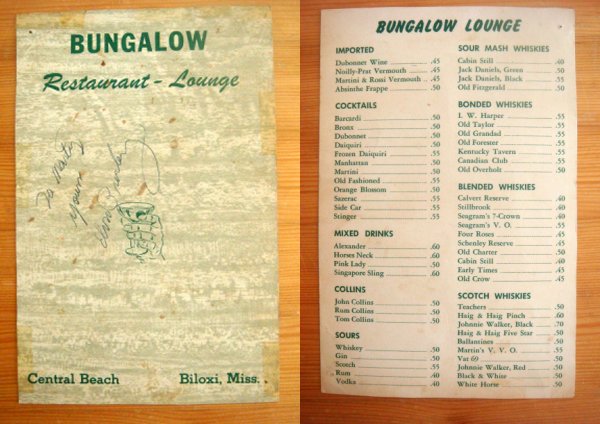 BUNGALOW
Restaurant - Lounge
yours
Central Beach Biloxi, Miss.
BUNGALOW LOUNGE
IMPORTED
Dubonnet Wine .45
Noilly-Prat Vermouth .45
Martini & Rossi Vermouth .45
Absinthe Frappe .50
COCKTAILS
Barcardi .50
Bronx .50
Dubonnet .50
Daiquiri .50
Frozen Daiquiri .55
Manhattan .50
Martini .50
Old Fashioned .50
Orange Blossom .50
Sazerac .55
Side Car .55
Stinger .55
MIXED DRINKS
Alexander .60
Horses Neck .60
Pink Lady .50
Singapore Sling .60
COLLINS
John Collins .50
Rum Collins .50
Tom Collins .50
SOURS
Whiskey .50
Gin .50
Scotch .55
Rum .40
Vodka .40
SOUR MASH WHISKIES
Cabin Still .40
Jack Daniels, Green .50
Jack Daniels, Black .55
Old Fitzgerald .50
BONDED WHISKIES
I. W. Harper .55
Old Taylor .55
Old Grandad .55
Old Forester .55
Kentucky Tavern .55
Canadian Club .55
Old Overholt .50
BLENDED WHISKIES
Calvert Reserve .40
Stillbrook .40
Seagram's 7-Crown .40
Seagram's V. O. .55
Four Roses .45
Schenley Reserve .45
Old Charter .50
Cabin Still .40
Early Times .45
Old Crow .45
SCOTCH WHISKIES
Teachers .50
Haig & Haig Pinch .60
Johnnie Walker, Black .70
Haig & Haig Five Star .50
Ballantines .50
Martin's V. V. O. .55
Vat 69 .50
Johnnie Walker, Red .50
Black & White .50
White Horse .50